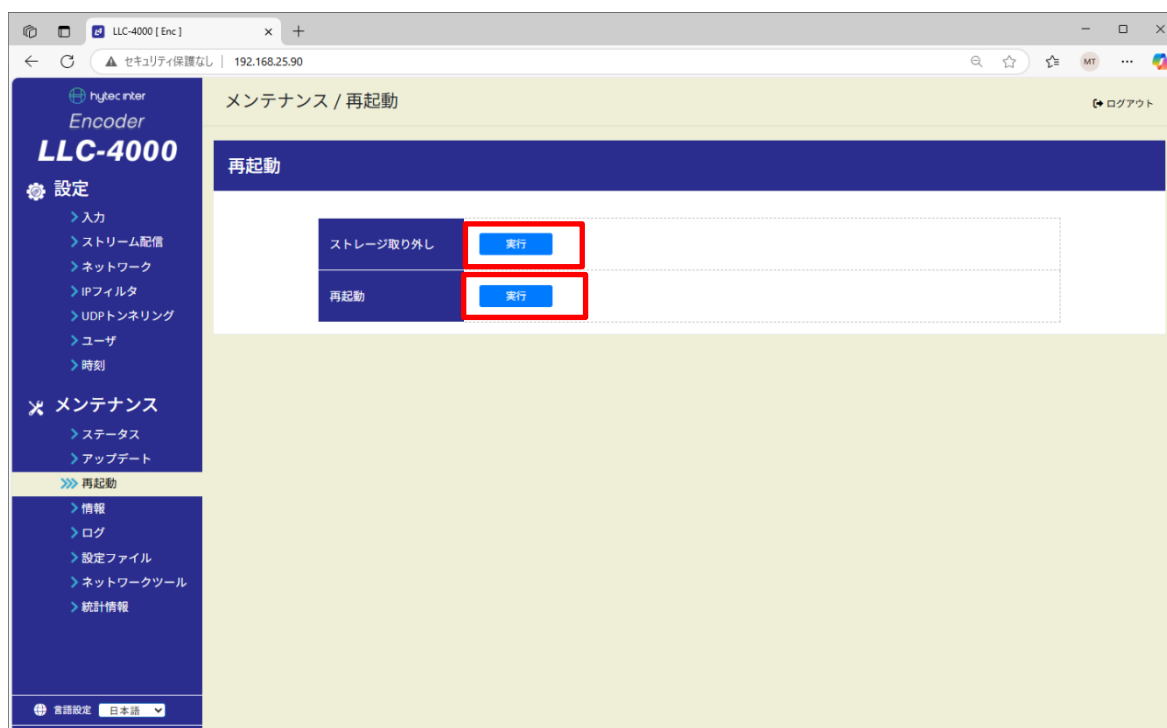 LLC-4000 [ Enc ]
セキュリティ保護なし
192.168.25.90
MT
hytec inter
Encoder
LLC-4000
設定
入力
ストリーム配信
ネットワーク
IPフィルタ
UDPトンネリング
ユーザ
時刻
メンテナンス
ステータス
アップデート
再起動
情報
ログ
設定ファイル
ネットワークツール
統計情報
言語設定 日本語
メンテナンス / 再起動
ログアウト
再起動
ストレージ取り外し 実行
再起動 実行